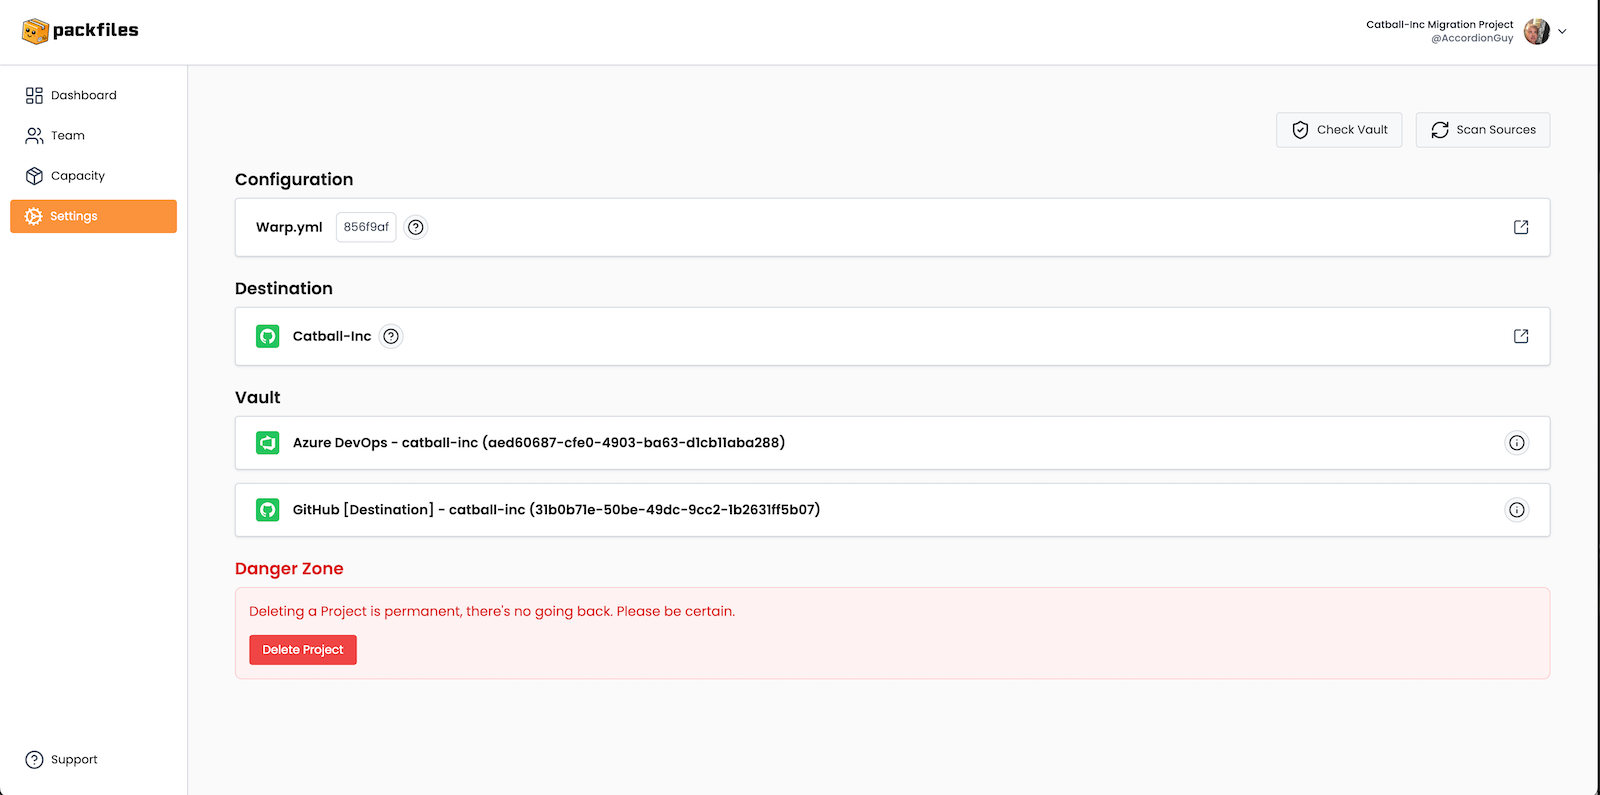 packfiles
Catball-Inc Migration Project
@AccordionGuy
Dashboard
Team
Capacity
Settings
Support
Check Vault
Scan Sources
Configuration
Warp.yml 856f9af
Destination
Catball-Inc
Vault
Azure DevOps - catball-inc (aed60687-cfe0-4903-ba63-d1cb11aba288)
GitHub [Destination] - catball-inc (31b0b71e-50be-49dc-9cc2-1b2631ff5b07)
Danger Zone
Deleting a Project is permanent, there's no going back. Please be certain.
Delete Project